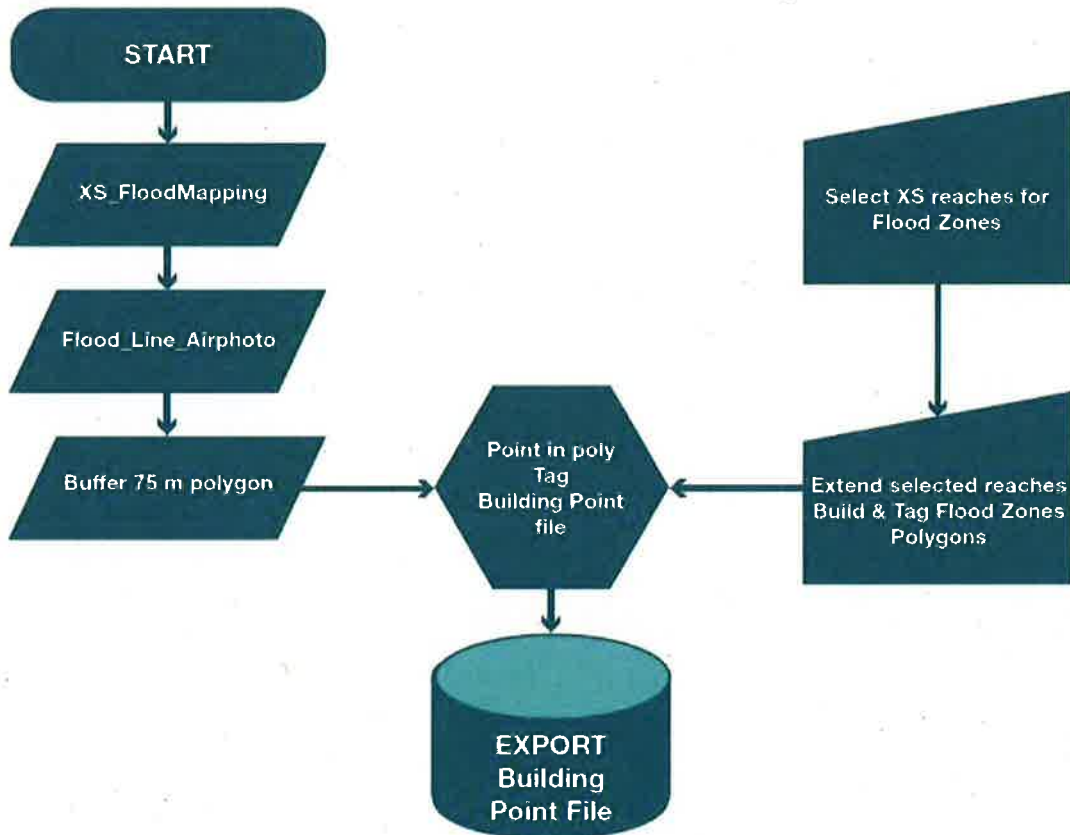 START
XS_FloodMapping
Flood_Line_Airphoto
Buffer 75 m polygon
Point in poly
Tag
Building Point
file
Select XS reaches for
Flood Zones
Extend selected reaches
Build & Tag Flood Zones
Polygons
EXPORT
Building
Point File